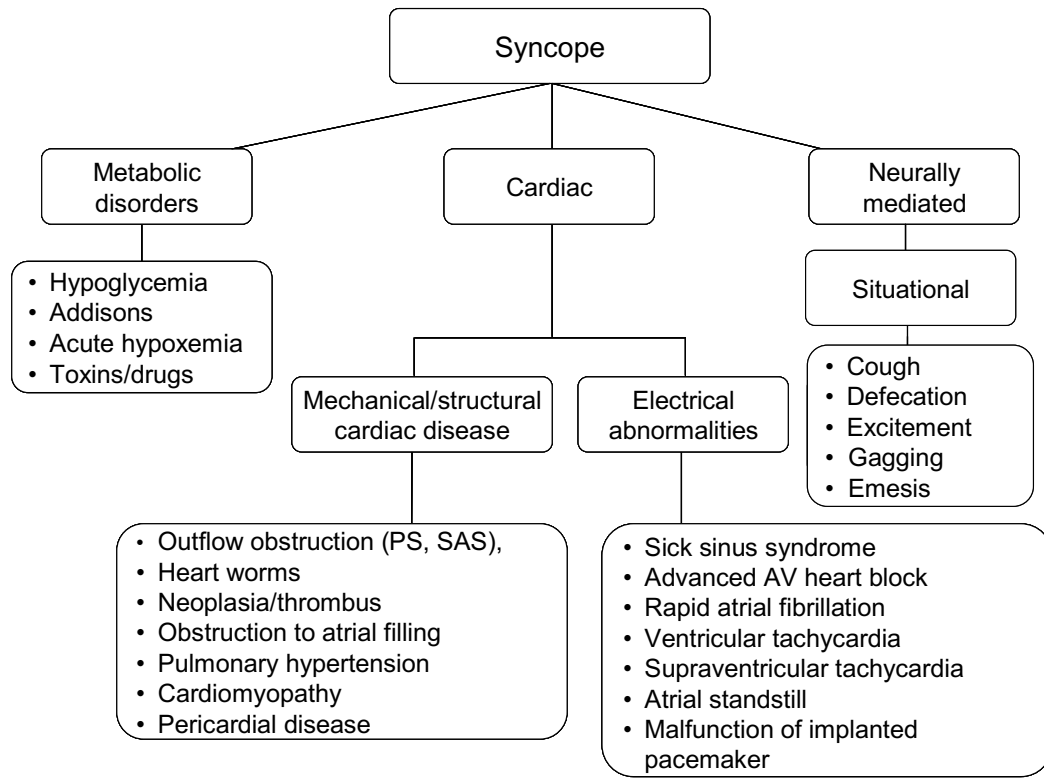 Syncope
Metabolic
disorders
Cardiac
Neurally
mediated
• Hypoglycemia
• Addisons
• Acute hypoxemia
• Toxins/drugs
Situational
• Cough
• Defecation
• Excitement
• Gagging
• Emesis
Mechanical/structural
cardiac disease
Electrical
abnormalities
• Outflow obstruction (PS, SAS),
• Heart worms
• Neoplasia/thrombus
• Obstruction to atrial filling
• Pulmonary hypertension
• Cardiomyopathy
• Pericardial disease
• Sick sinus syndrome
• Advanced AV heart block
• Rapid atrial fibrillation
• Ventricular tachycardia
• Supraventricular tachycardia
• Atrial standstill
• Malfunction of implanted
pacemaker